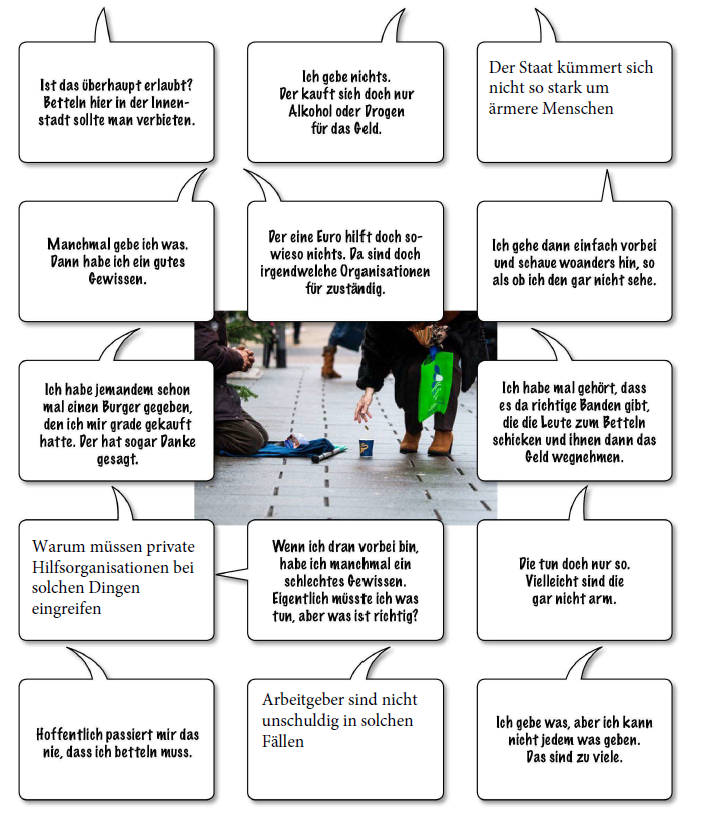 Ist das überhaupt erlaubt?
Betteln hier in der Innen-
stadt sollte man verbieten.
Ich gebe nichts.
Der kauft sich doch nur
Alkohol oder Drogen
für das Geld.
Der Staat kümmert sich
nicht so stark um
ärmere Menschen
Manchmal gebe ich was.
Dann habe ich ein gutes
Gewissen.
Der eine Euro hilft doch so-
wieso nichts. Da sind doch
irgendwelche Organisationen
für zuständig.
Ich gehe dann einfach vorbei
und schaue woanders hin, so
als ob ich den gar nicht sehe.
Ich habe jemandem schon
mal einen Burger gegeben,
den ich mir grade gekauft
hatte. Der hat sogar Danke
gesagt.
Ich habe mal gehört, dass
es da richtige Banden gibt,
die die Leute zum Betteln
schicken und ihnen dann das
Geld wegnehmen.
Warum müssen private
Hilfsorganisationen bei
solchen Dingen
eingreifen
Wenn ich dran vorbei bin,
habe ich manchmal ein
schlechtes Gewissen.
Eigentlich müsste ich was
tun, aber was ist richtig?
Die tun doch nur so.
Vielleicht sind die
gar nicht arm.
Hoffentlich passiert mir das
nie, dass ich betteln muss.
Arbeitgeber sind nicht
unschuldig in solchen
Fällen
Ich gebe was, aber ich kann
nicht jedem was geben.
Das sind zu viele.